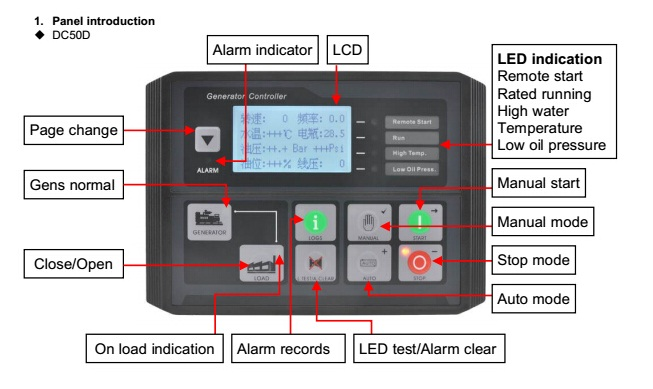 1. Panel introduction
◆ DC50D
Alarm indicator
LCD
LED indication
Remote start
Rated running
High water
Temperature
Low oil pressure
Generator Controller
转速: 0 频率: 0.0
水温:+++℃ 电瓶:28.5
油压:++.+ Bar +++Psi
油位:+++% 线压: 0
Remote Start
Run
High Temp.
Low Oil Press.
Page change
ALARM
Gens normal
Manual start
GENERATOR
LOGS
MANUAL
START
Manual mode
Close/Open
LOAD
AUTO
AUTO
STOP
Stop mode
Auto mode
On load indication
Alarm records
LED test/Alarm clear